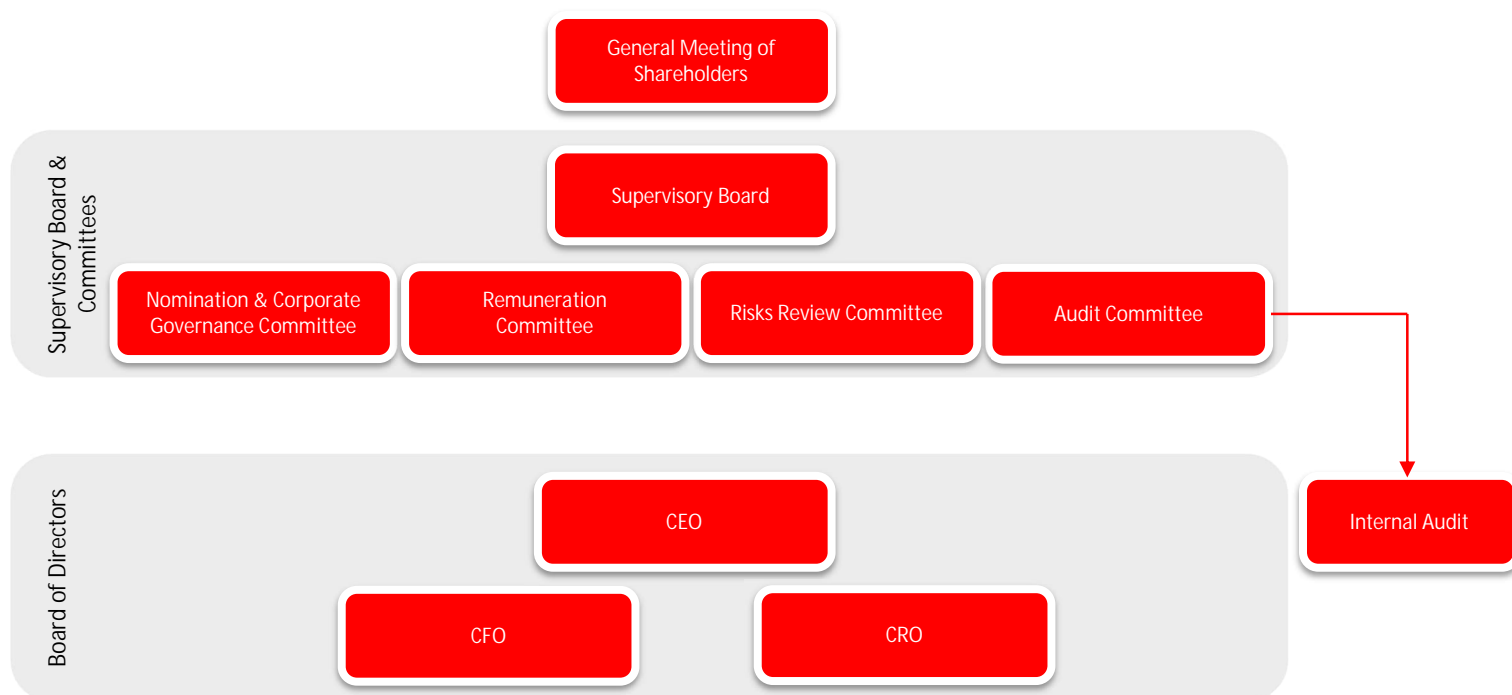 General Meeting of
Shareholders
Supervisory Board &
Committees
Supervisory Board
Nomination & Corporate
Governance Committee
Remuneration
Committee
Risks Review Committee
Audit Committee
Board of Directors
CEO
Internal Audit
CFO
CRO